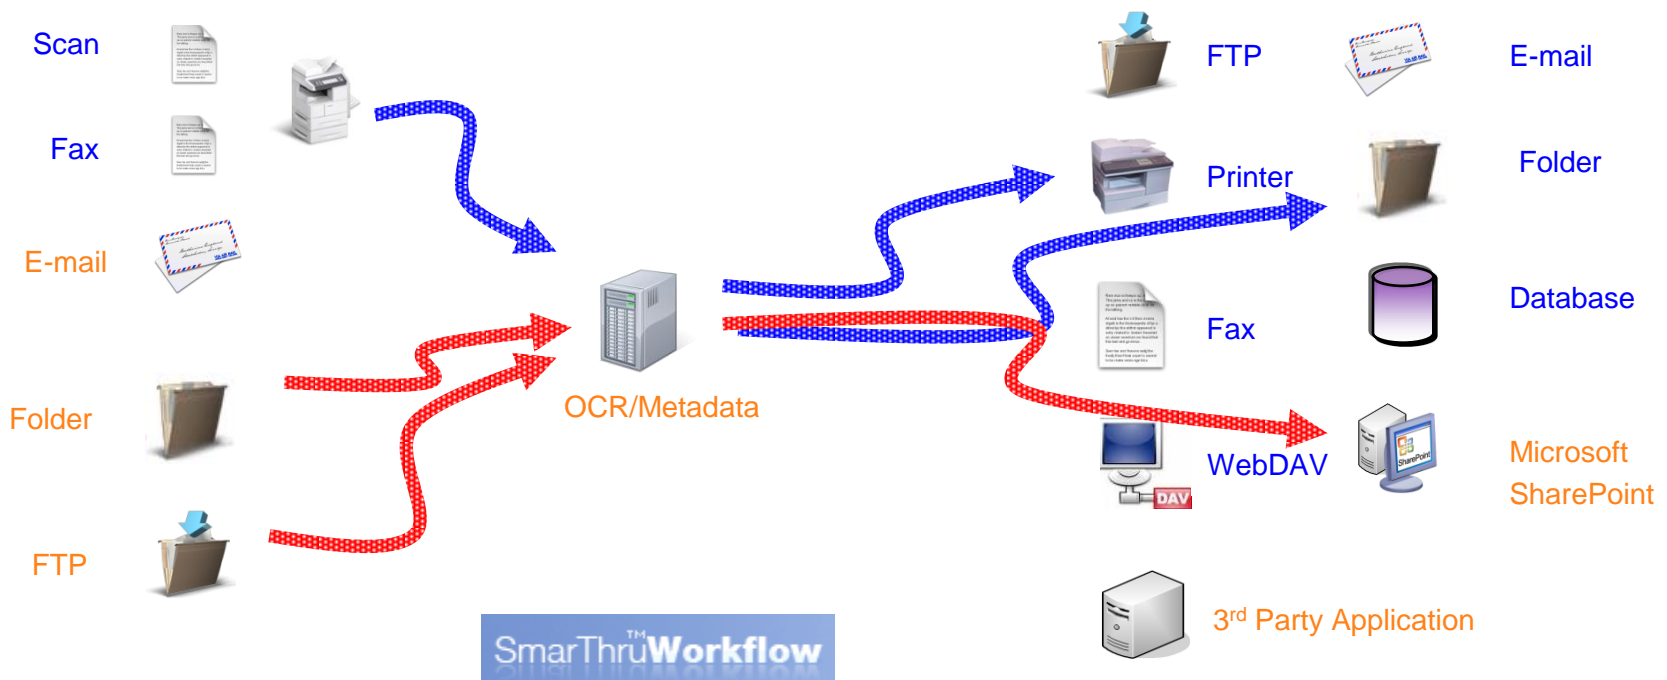 Scan
Fax
E-mail
Folder
FTP
OCR/Metadata
SmarThru™Workflow
FTP
E-mail
Printer
Folder
Fax
Database
WebDAV
DAV
SharePoint
Microsoft
SharePoint
3rd Party Application